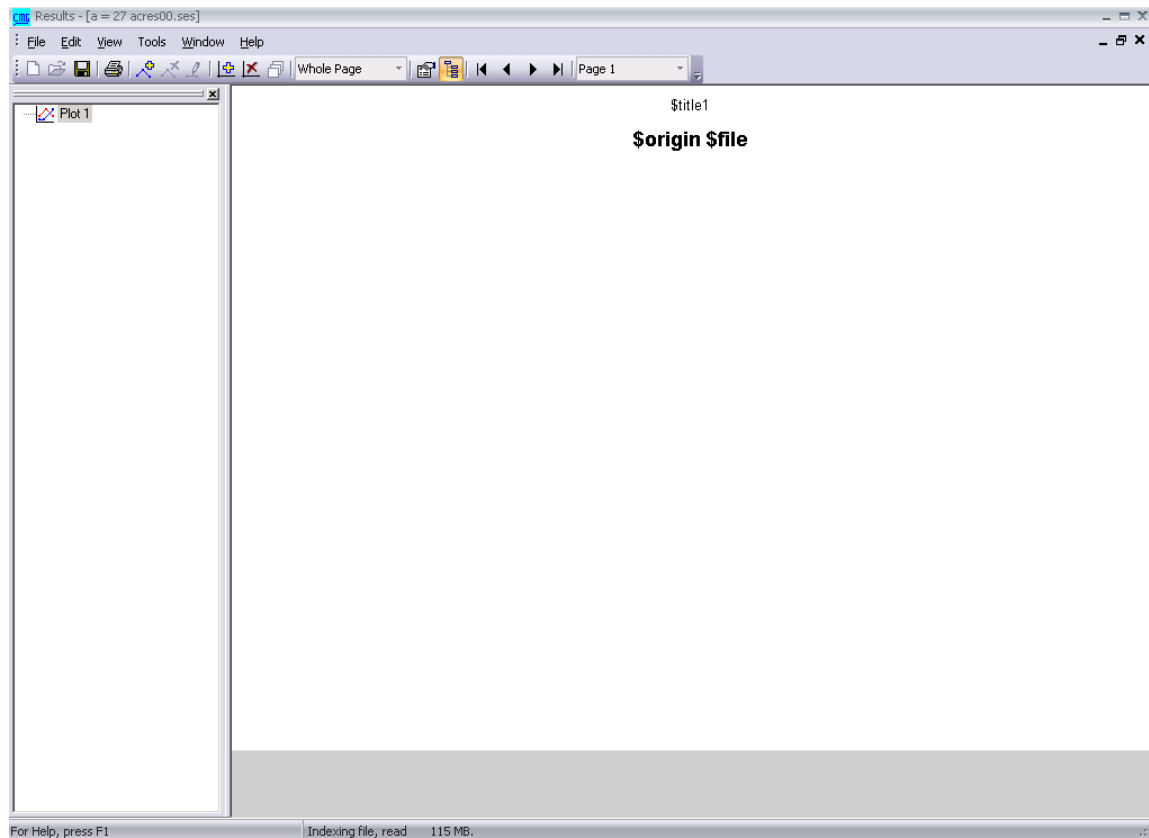 cmg Results - [a = 27 acres00.ses]
File Edit View Tools Window Help
Whole Page Page 1
Plot 1
$title1
$origin $file
For Help, press F1 Indexing file, read 115 MB.